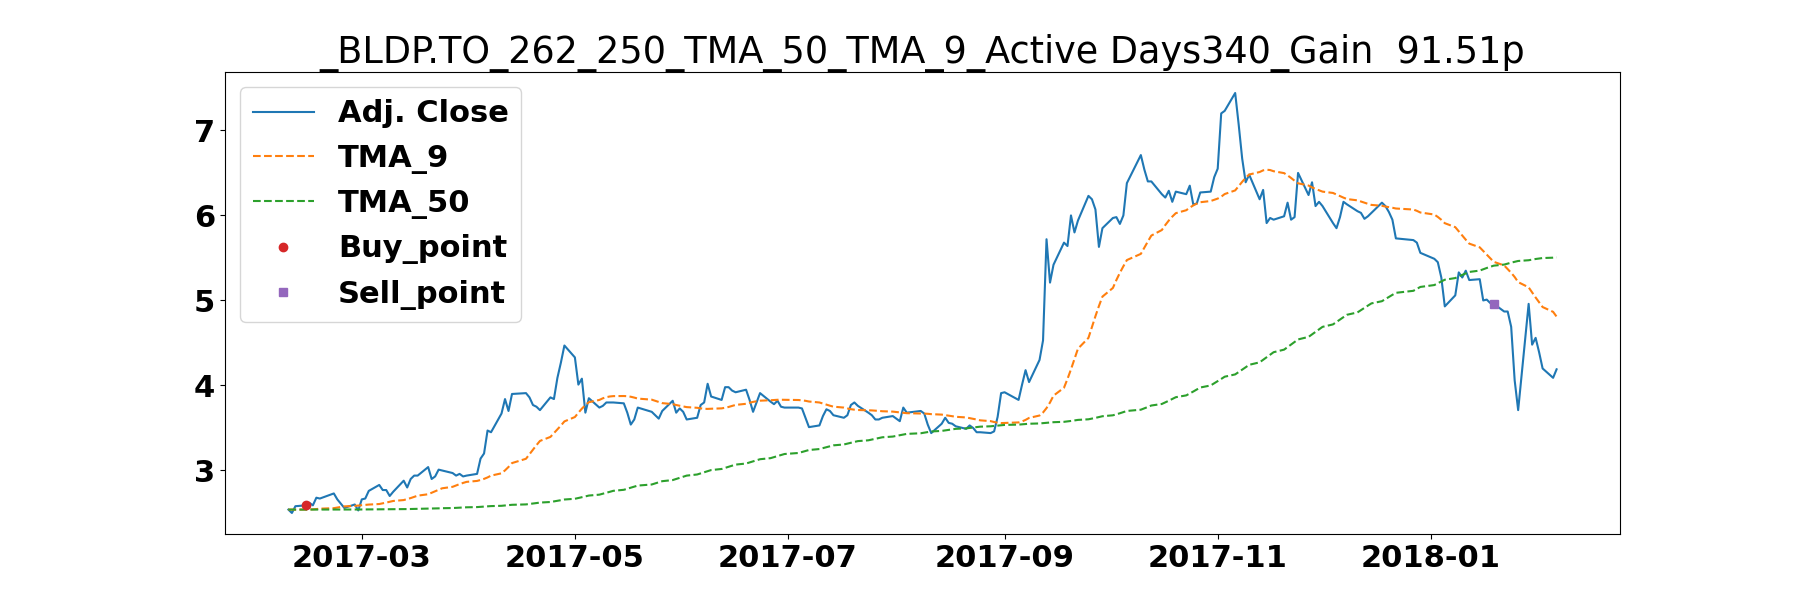 _BLDP.TO_262_250_TMA_50_TMA_9_Active Days340_Gain  91.51p
Adj. Close
TMA_9
TMA_50
Buy_point
Sell_point
7
6
5
4
3
2017-03 2017-05 2017-07 2017-09 2017-11 2018-01